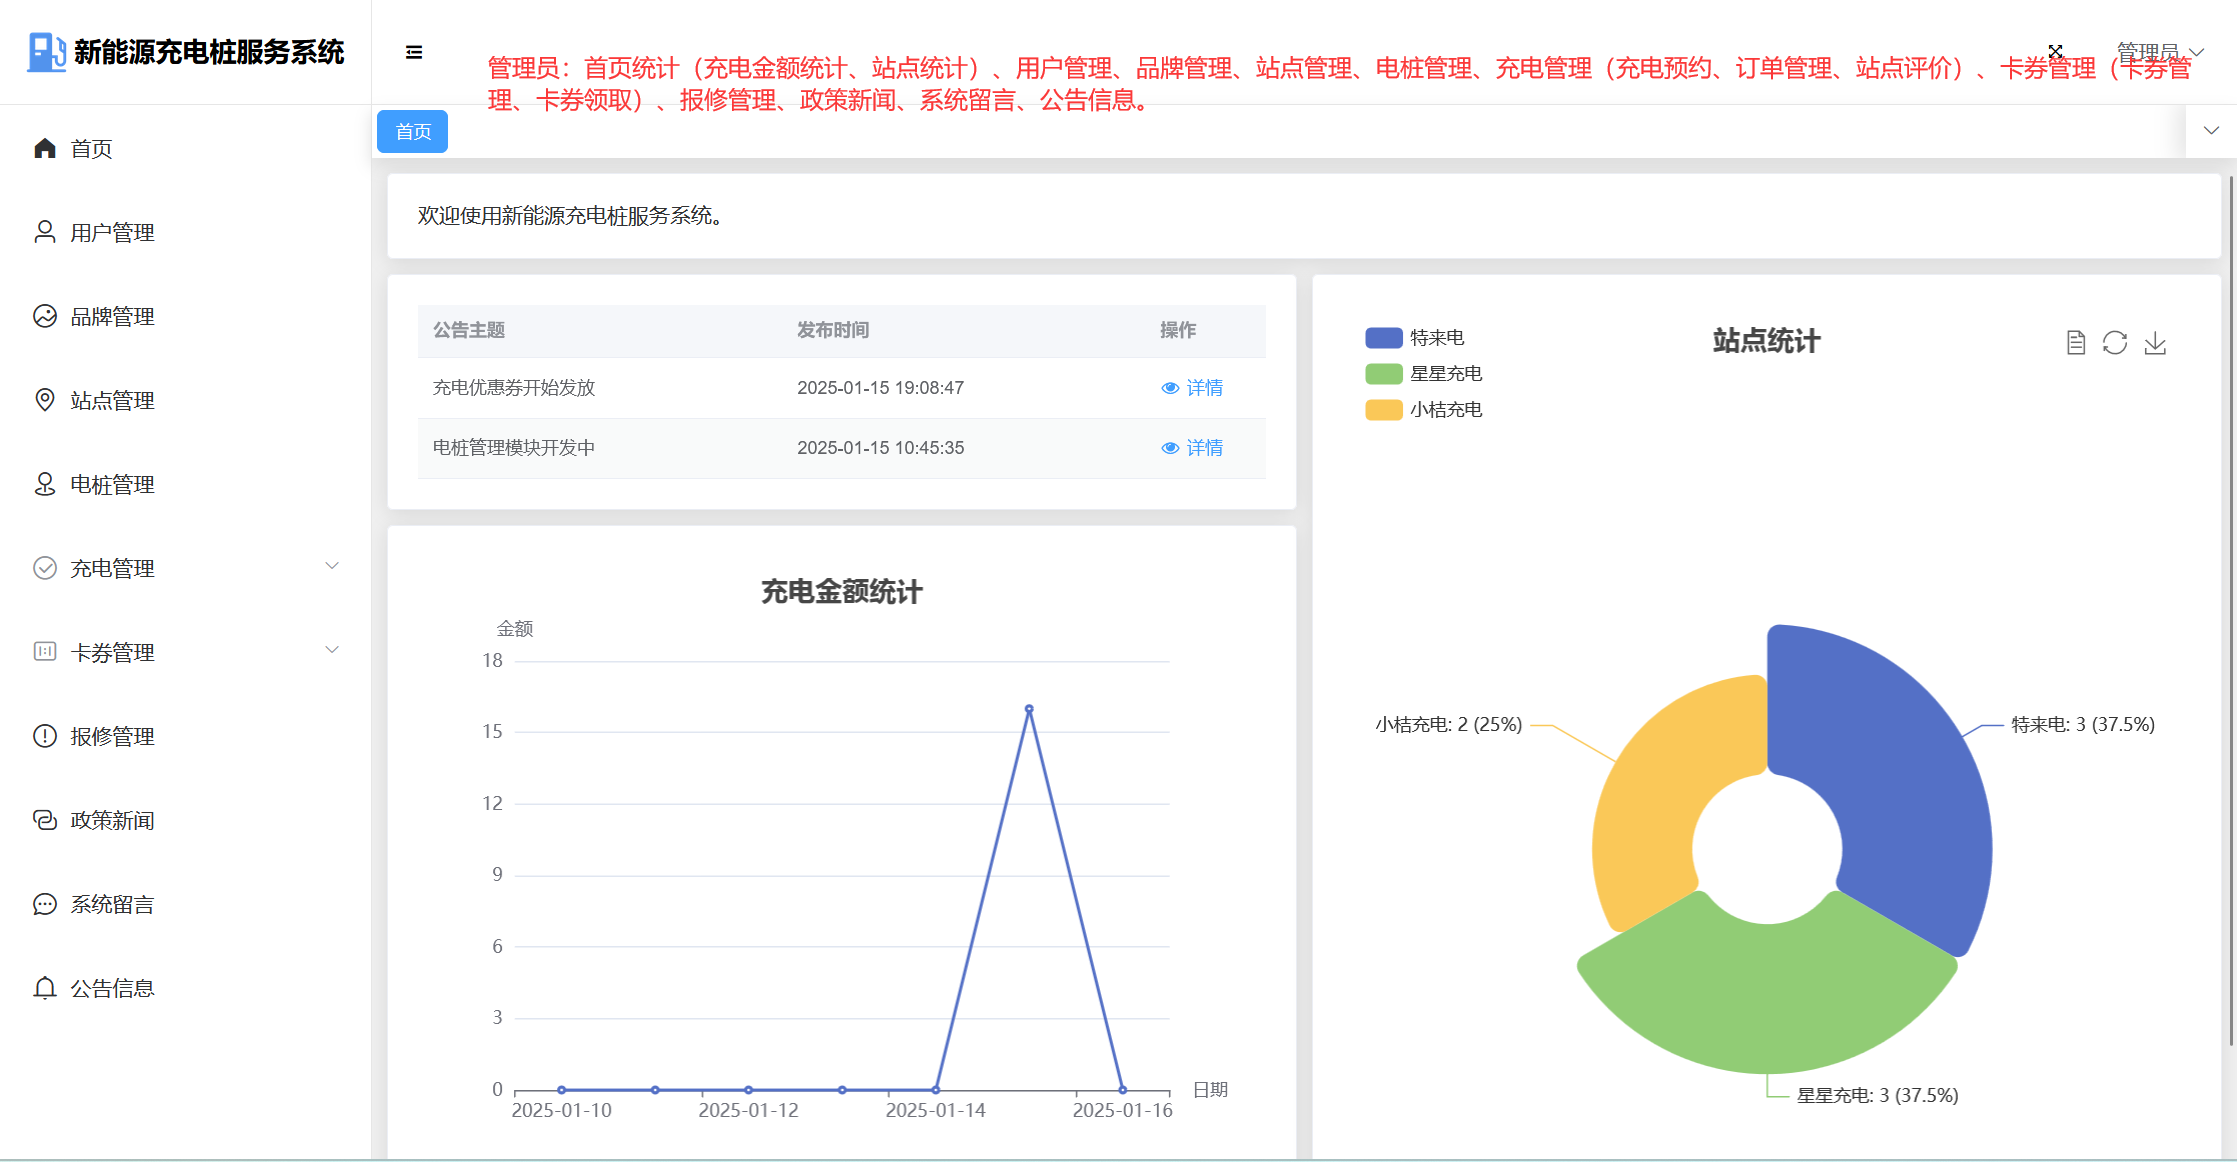 新能源充电桩服务系统
管理员
管理员：首页统计（充电金额统计、站点统计）、用户管理、品牌管理、站点管理、电桩管理、充电管理（充电预约、订单管理、站点评价）、卡券管理（卡券管
理、卡券领取）、报修管理、政策新闻、系统留言、公告信息。
首页
首页
用户管理
品牌管理
站点管理
电桩管理
充电管理
卡券管理
报修管理
政策新闻
系统留言
公告信息
欢迎使用新能源充电桩服务系统。
公告主题 发布时间 操作
充电优惠券开始发放 2025-01-15 19:08:47 详情
电桩管理模块开发中 2025-01-15 10:45:35 详情
充电金额统计
金额
18
15
12
9
6
3
0
日期
2025-01-10 2025-01-12 2025-01-14 2025-01-16
站点统计
特来电
星星充电
小桔充电
小桔充电: 2 (25%)
特来电: 3 (37.5%)
星星充电: 3 (37.5%)